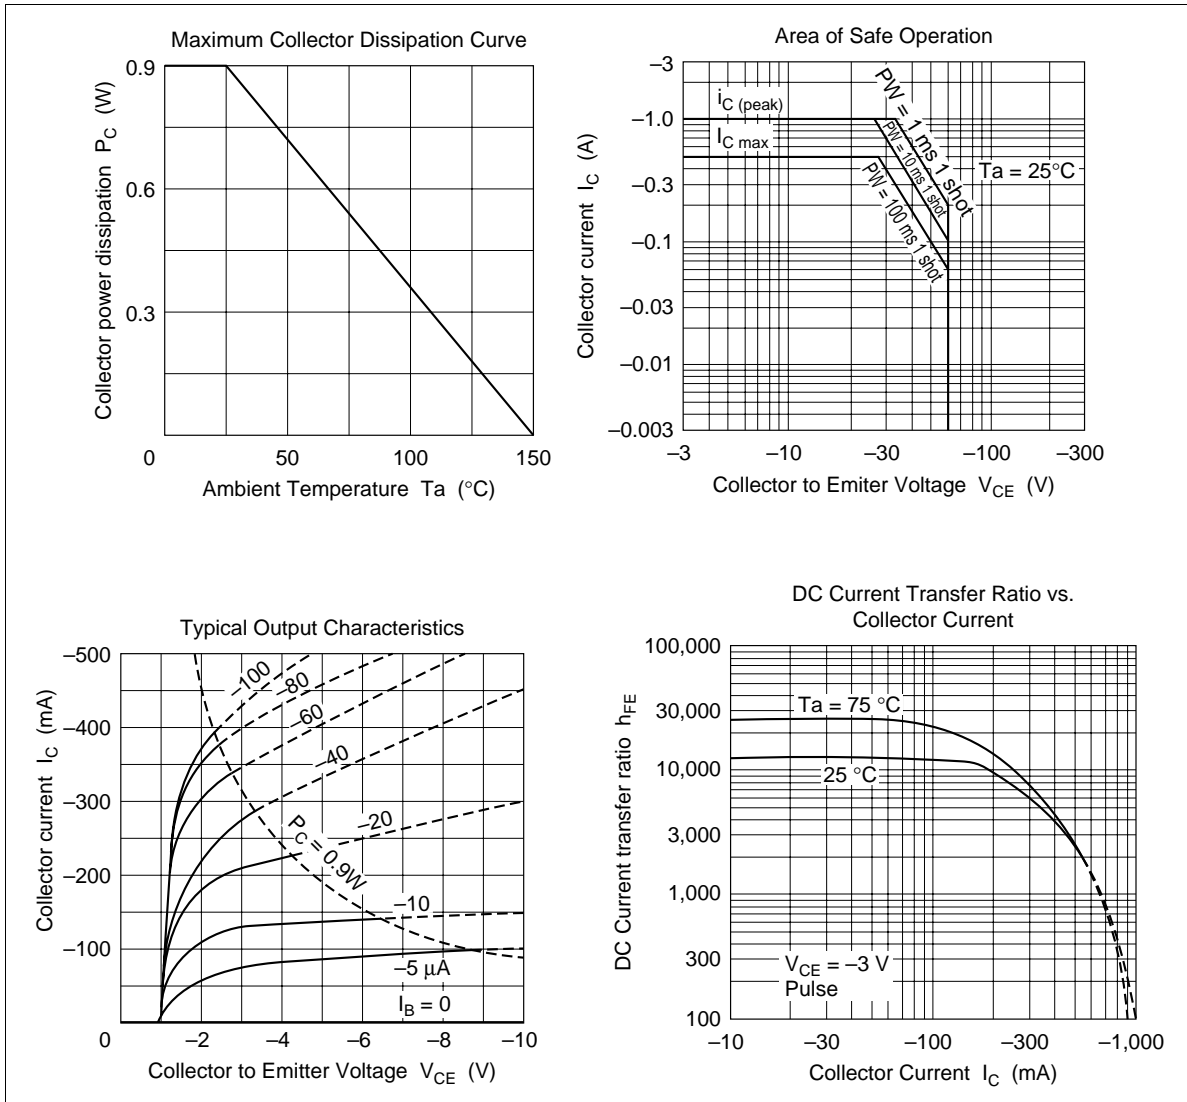 Maximum Collector Dissipation Curve
0.9
0.6
0.3
0
50
100
150
Collector power dissipation P_C (W)
Ambient Temperature Ta (°C)
Area of Safe Operation
–3
–1.0
–0.3
–0.1
–0.03
–0.01
–0.003
–3
–10
–30
–100
–300
Collector current I_C (A)
Collector to Emiter Voltage V_CE (V)
i_C (peak)
I_C max
PW = 1 ms 1 shot
PW = 10 ms 1 shot
PW = 100 ms 1 shot
Ta = 25°C
Typical Output Characteristics
–500
–400
–300
–200
–100
0
–2
–4
–6
–8
–10
Collector current I_C (mA)
Collector to Emitter Voltage V_CE (V)
–100
–80
–60
–40
–20
–10
–5 µA
I_B = 0
P_C = 0.9W
DC Current Transfer Ratio vs.
Collector Current
100,000
30,000
10,000
3,000
1,000
300
100
–10
–30
–100
–300
–1,000
DC Current transfer ratio h_FE
Collector Current I_C (mA)
Ta = 75 °C
25 °C
V_CE = –3 V
Pulse